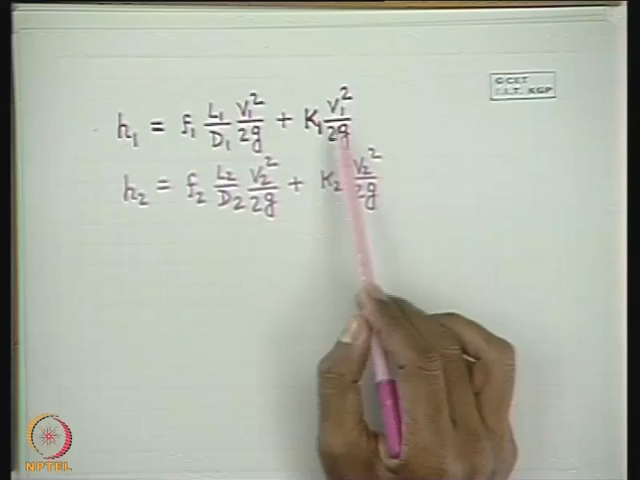 © CET
I.I.T. KGP
h₁ = f₁ L₁/D₁ V₁²/2g + K₁ V₁²/2g
h₂ = f₂ L₂/D₂ V₂²/2g + K₂ V₂²/2g
NPTEL